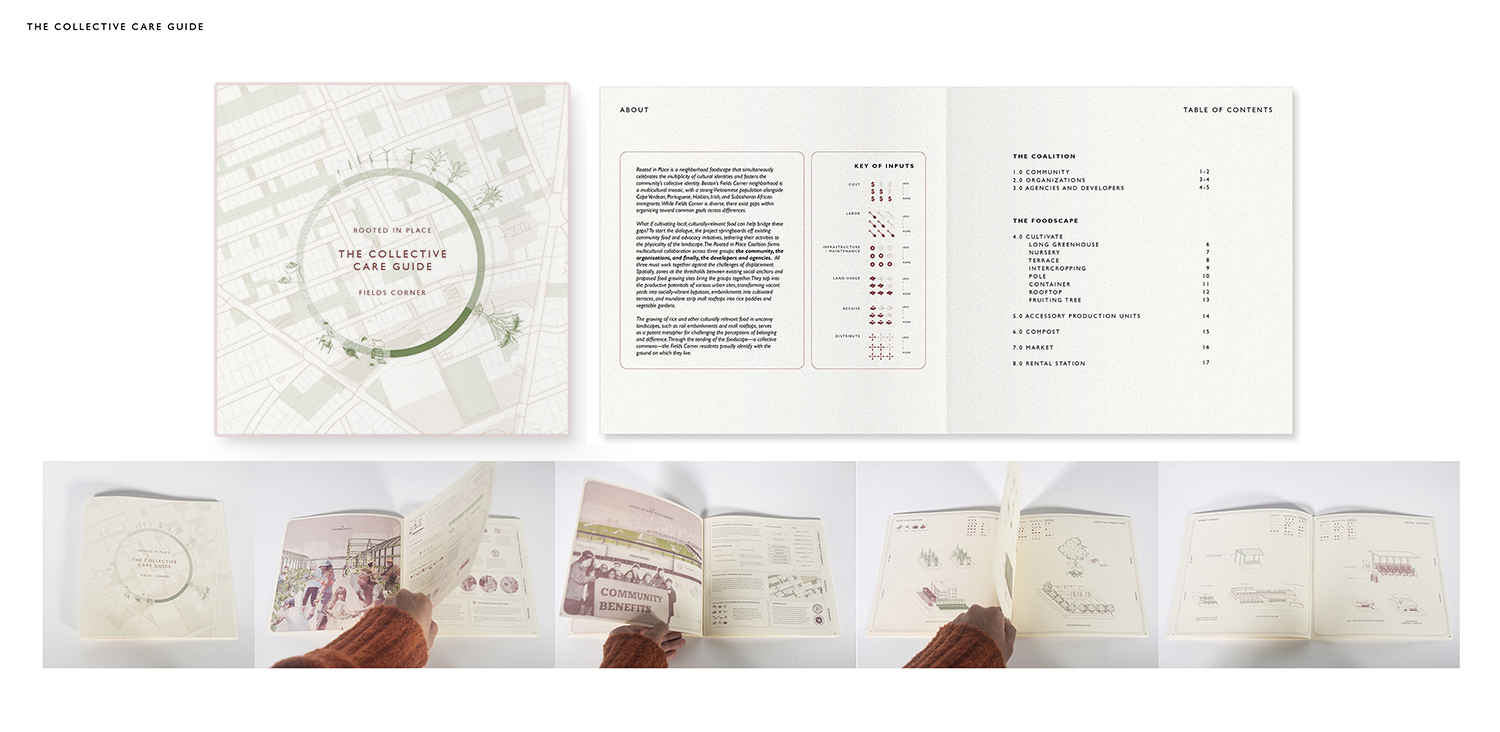 THE COLLECTIVE CARE GUIDE
ROOTED IN PLACE
THE COLLECTIVE
CARE GUIDE
FIELDS CORNER
ABOUT
Rooted in Place is a neighborhood foodscape that simultaneously
celebrates the multiplicity of cultural identities and fosters the
community's collective identity. Boston's Fields Corner neighborhood is
a multicultural mosaic, with a strong Vietnamese population alongside
Cape Verdean, Portuguese, Haitian, Irish, and Subsaharan African
immigrants. While Fields Corner is diverse, there exist gaps within
organizing toward common goals across differences.
What if cultivating local, culturally-relevant food can help bridge these
gaps? To start the dialogue, the project springboards off existing
community food and advocacy initiatives, tethering their activities to
the physicality of the landscape. The Rooted in Place Coalition forms
multicultural collaboration across three groups: the community, the
organizations, and finally, the developers and agencies. All
three must work together against the challenges of displacement.
Spatially, zones at the thresholds between existing social anchors and
proposed food growing sites bring the groups together. They tap into
the productive potentials of various urban sites, transforming vacant
yards into socially-vibrant bypasses, embankments into cultivated
terraces, and mundane strip mall rooftops into rice paddies and
vegetable gardens.
The growing of rice and other culturally relevant food in uncanny
landscapes, such as rail embankments and mall rooftops, serves
as a potent metaphor for challenging the perceptions of belonging
and difference. Through the tending of the foodscape—a collective
commons—the Fields Corner residents proudly identify with the
ground on which they live.
KEY OF INPUTS
COST
LESS
MORE
LABOR
LESS
MORE
INFRASTRUCTURE
+ MAINTENANCE
LESS
MORE
LAND USAGE
LESS
MORE
RECEIVE
LESS
MORE
DISTRIBUTE
LESS
MORE
TABLE OF CONTENTS
THE COALITION
1.0 COMMUNITY 1-2
2.0 ORGANIZATIONS 3-4
3.0 AGENCIES AND DEVELOPERS 4-5
THE FOODSCAPE
4.0 CULTIVATE
LONG GREENHOUSE 6
NURSERY 7
TERRACE 8
INTERCROPPING 9
POLE 10
CONTAINER 11
ROOFTOP 12
FRUITING TREE 13
5.0 ACCESSORY PRODUCTION UNITS 14
6.0 COMPOST 15
7.0 MARKET 16
8.0 RENTAL STATION 17
ROOTED IN PLACE
THE COLLECTIVE
CARE GUIDE
FIELDS CORNER
COMMUNITY
BENEFITS